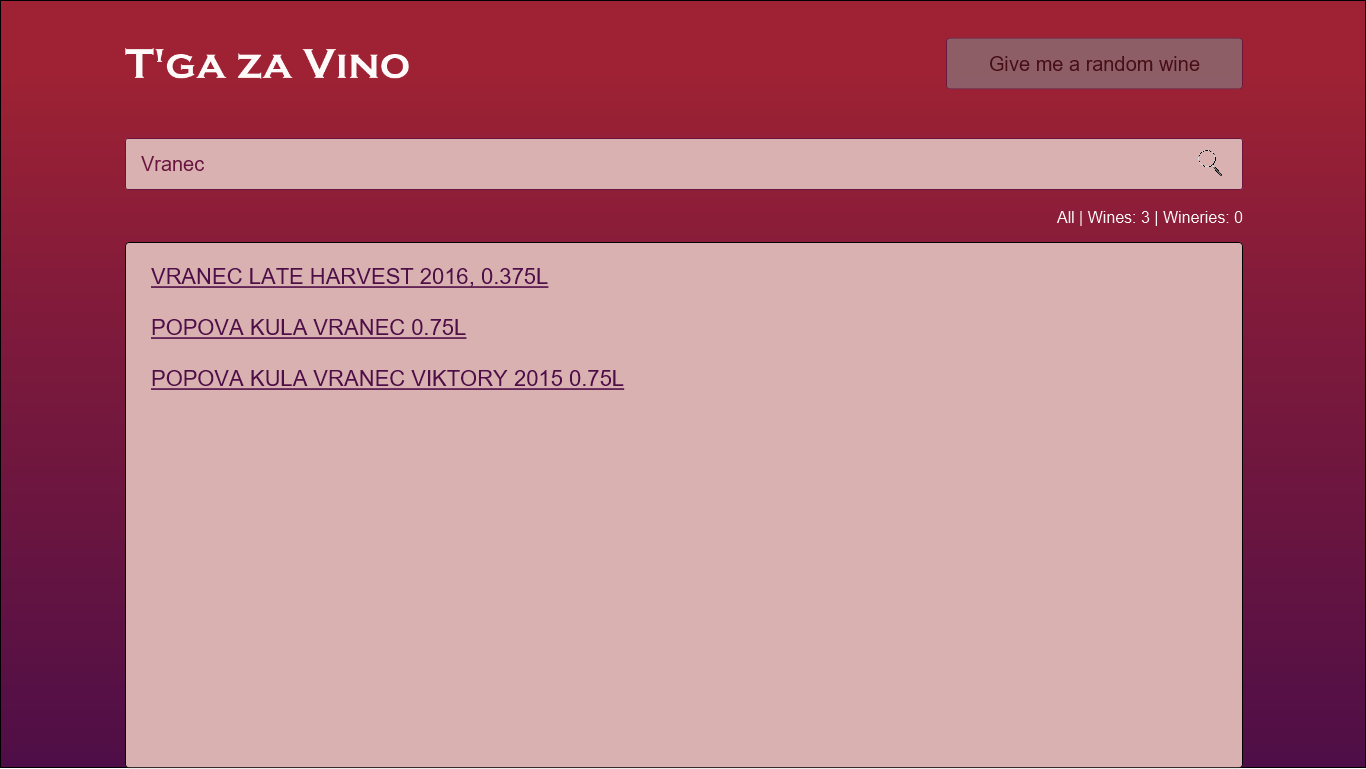 T'ga za Vino
Give me a random wine
Vranec
All | Wines: 3 | Wineries: 0
VRANEC LATE HARVEST 2016, 0.375L
POPOVA KULA VRANEC 0.75L
POPOVA KULA VRANEC VIKTORY 2015 0.75L